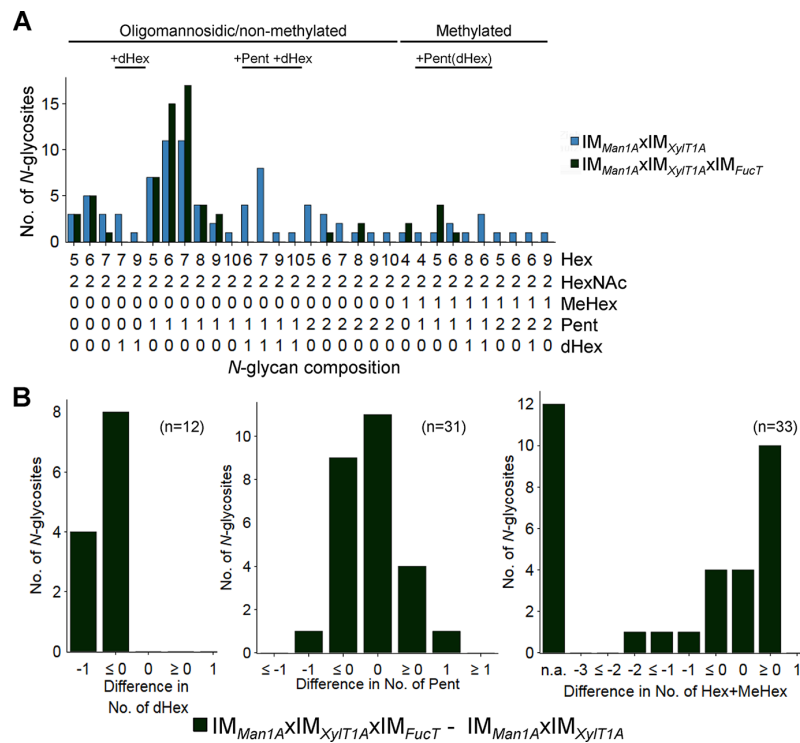 A
Oligomannosidic/non-methylated Methylated
+dHex +Pent +dHex +Pent(dHex)
No. of N-glycosites
15
10
5
0
IMMan1AxIMXylT1A
IMMan1AxIMXylT1AxIMFucT
5 6 7 7 9 5 6 7 8 9 10 6 7 9 10 5 6 7 8 9 10 4 4 5 6 8 6 5 6 6 9 Hex
2 2 2 2 2 2 2 2 2 2 2 2 2 2 2 2 2 2 2 2 2 2 2 2 2 2 2 2 2 2 2 HexNAc
0 0 0 0 0 0 0 0 0 0 0 0 0 0 0 0 0 0 0 0 0 1 1 1 1 1 1 1 1 1 1 MeHex
0 0 0 0 0 1 1 1 1 1 1 1 1 1 1 2 2 2 2 2 2 0 1 1 1 1 1 2 2 2 2 Pent
0 0 0 1 1 0 0 0 0 0 0 1 1 1 1 0 0 0 0 0 0 0 0 0 0 1 1 0 0 1 0 dHex
N-glycan composition
B
No. of N-glycosites
8
6
4
2
0
(n=12)
-1 ≤ 0 0 ≥ 0 1
Difference in
No. of dHex
No. of N-glycosites
10
8
6
4
2
0
(n=31)
≤ -1 -1 ≤ 0 0 ≥ 0 1 ≥ 1
Difference in No. of Pent
No. of N-glycosites
12
10
8
6
4
2
0
(n=33)
n.a. -3 ≤ -2 -2 ≤ -1 -1 ≤ 0 0 ≥ 0 1
Difference in No. of Hex+MeHex
IMMan1AxIMXylT1AxIMFucT - IMMan1AxIMXylT1A